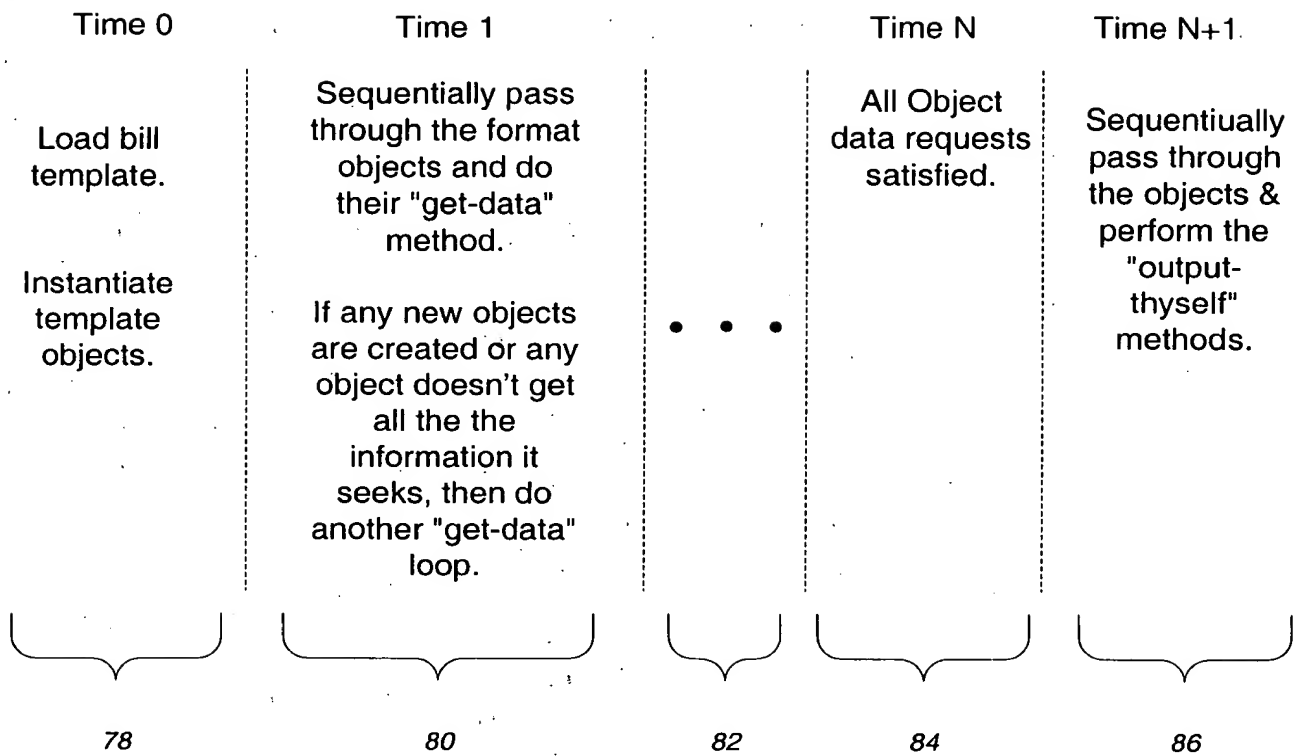 Time 0
Time 1
Time N
Time N+1
Load bill
template.
Instantiate
template
objects.
Sequentially pass
through the format
objects and do
their "get-data"
method.
If any new objects
are created or any
object doesn't get
all the the
information it
seeks, then do
another "get-data"
loop.
• • •
All Object
data requests
satisfied.
Sequentiually
pass through
the objects &
perform the
"output-
thyself"
methods.
78
80
82
84
86